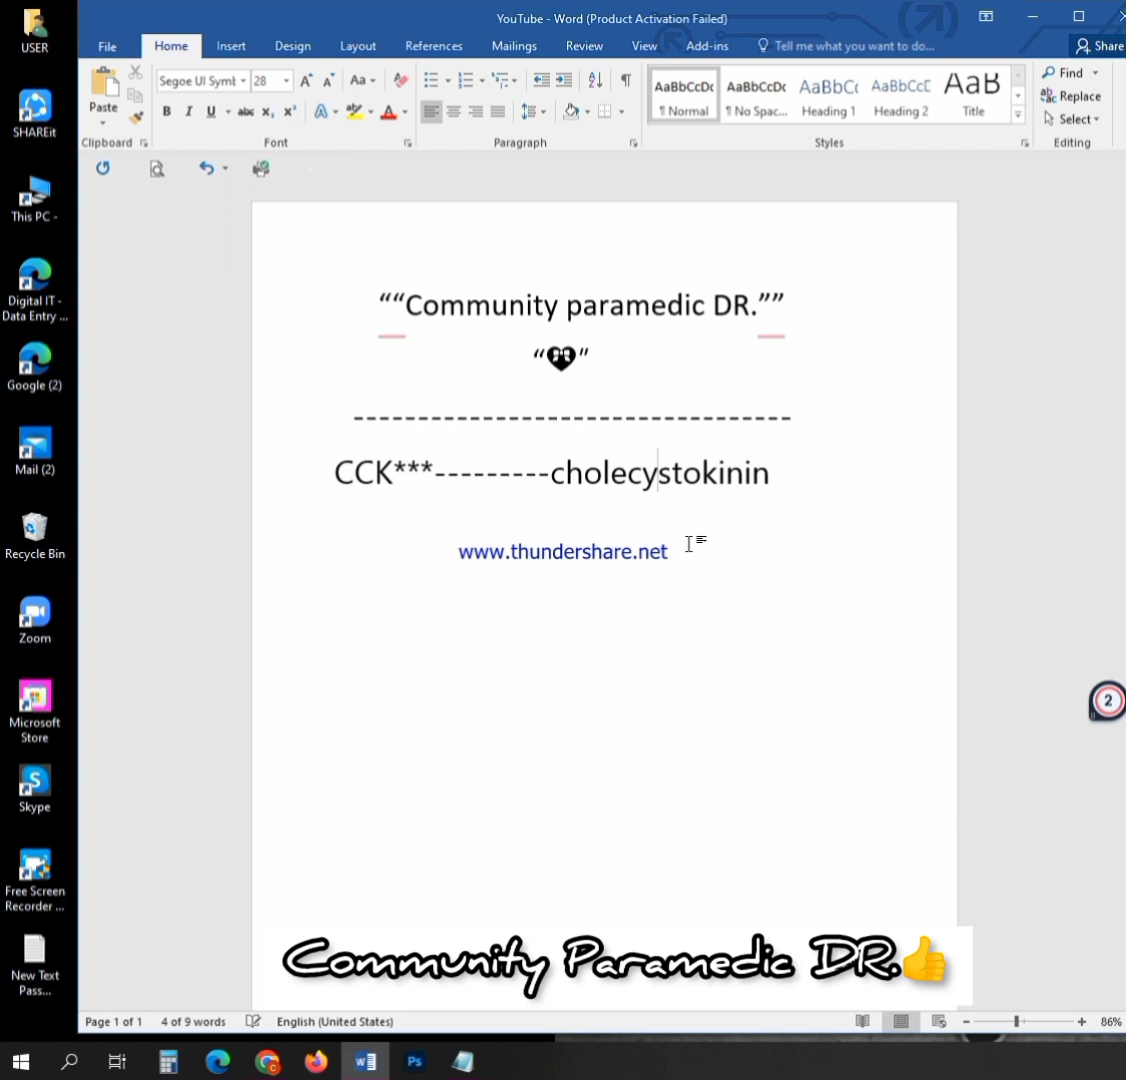 YouTube - Word (Product Activation Failed)
USER
SHAREit
This PC -
Digital IT -
Data Entry ...
Google (2)
Mail (2)
Recycle Bin
Zoom
Microsoft
Store
Skype
Free Screen
Recorder ...
New Text
Pass...
File Home Insert Design Layout References Mailings Review View Add-ins Tell me what you want to do... Share
Paste
Clipboard
Segoe UI Symb 28 Aa
B I U abc x, x'
Font
Paragraph
AaBbCcDc AaBbCcDc AaBbC( AaBbCcC AaB
¶ Normal ¶ No Spac... Heading 1 Heading 2 Title
Styles
Find
Replace
Select
Editing
““Community paramedic DR.””
“ ”
----------------------------------
CCK***---------cholecystokinin
www.thundershare.net
2
Community Paramedic DR.
Page 1 of 1 4 of 9 words English (United States) 86%